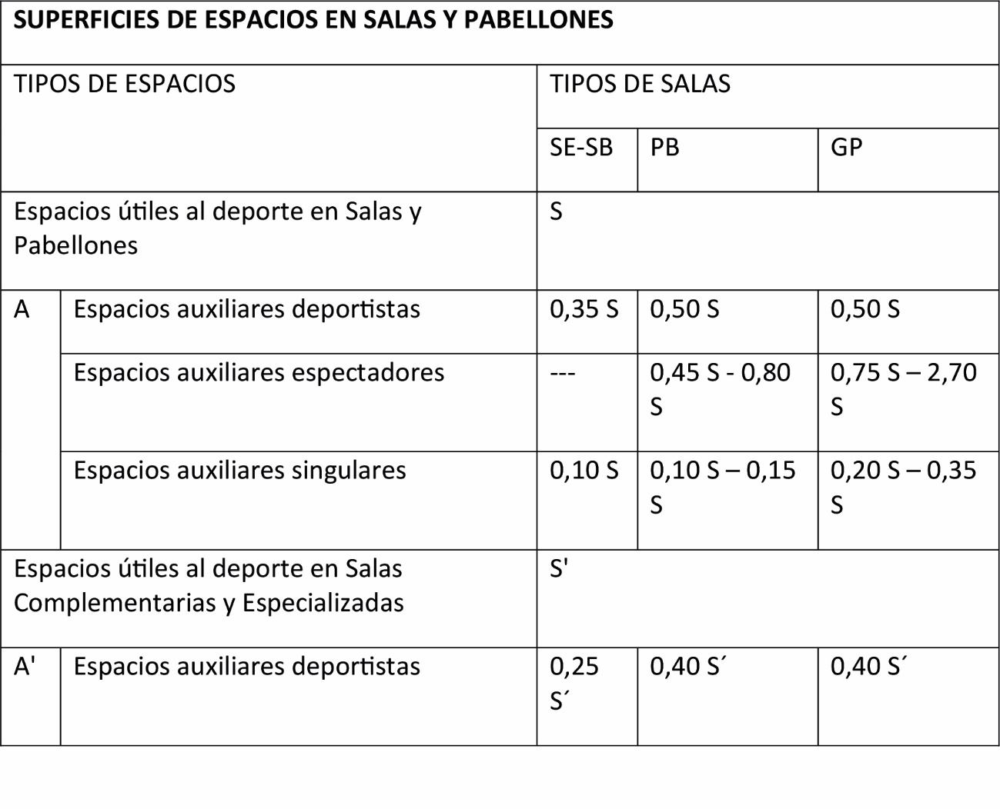 SUPERFICIES DE ESPACIOS EN SALAS Y PABELLONES
TIPOS DE ESPACIOS
TIPOS DE SALAS
SE-SB
PB
GP
Espacios útiles al deporte en Salas y
Pabellones
S
A
Espacios auxiliares deportistas
0,35 S
0,50 S
0,50 S
Espacios auxiliares espectadores
---
0,45 S - 0,80
S
0,75 S – 2,70
S
Espacios auxiliares singulares
0,10 S
0,10 S – 0,15
S
0,20 S – 0,35
S
Espacios útiles al deporte en Salas
Complementarias y Especializadas
S'
A'
Espacios auxiliares deportistas
0,25
S´
0,40 S´
0,40 S´